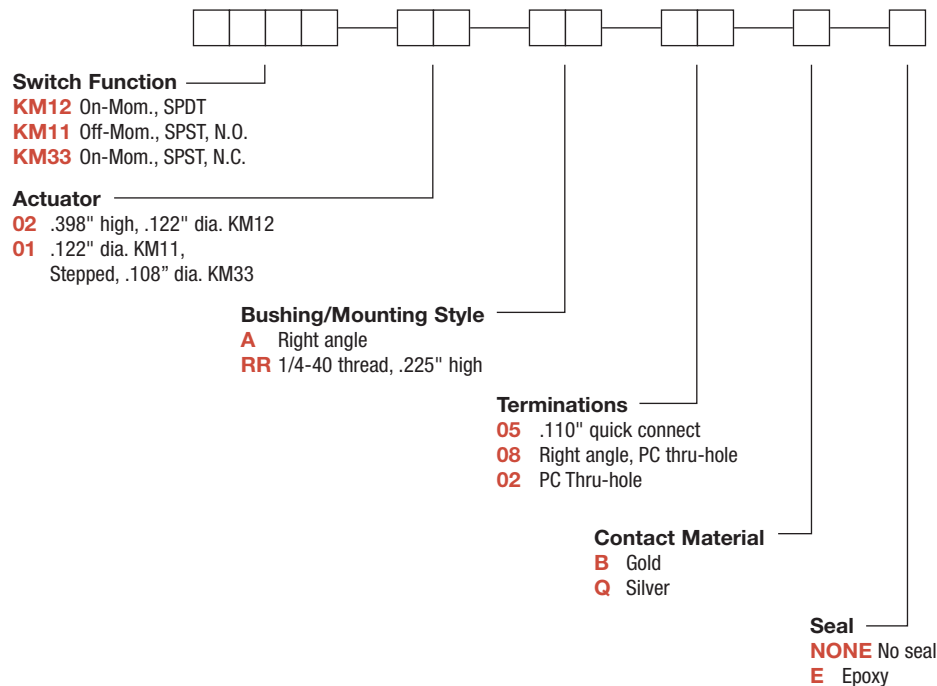 Switch Function
KM12 On-Mom., SPDT
KM11 Off-Mom., SPST, N.O.
KM33 On-Mom., SPST, N.C.
Actuator
02 .398" high, .122" dia. KM12
01 .122" dia. KM11,
Stepped, .108” dia. KM33
Bushing/Mounting Style
A Right angle
RR 1/4-40 thread, .225" high
Terminations
05 .110" quick connect
08 Right angle, PC thru-hole
02 PC Thru-hole
Contact Material
B Gold
Q Silver
Seal
NONE No seal
E Epoxy